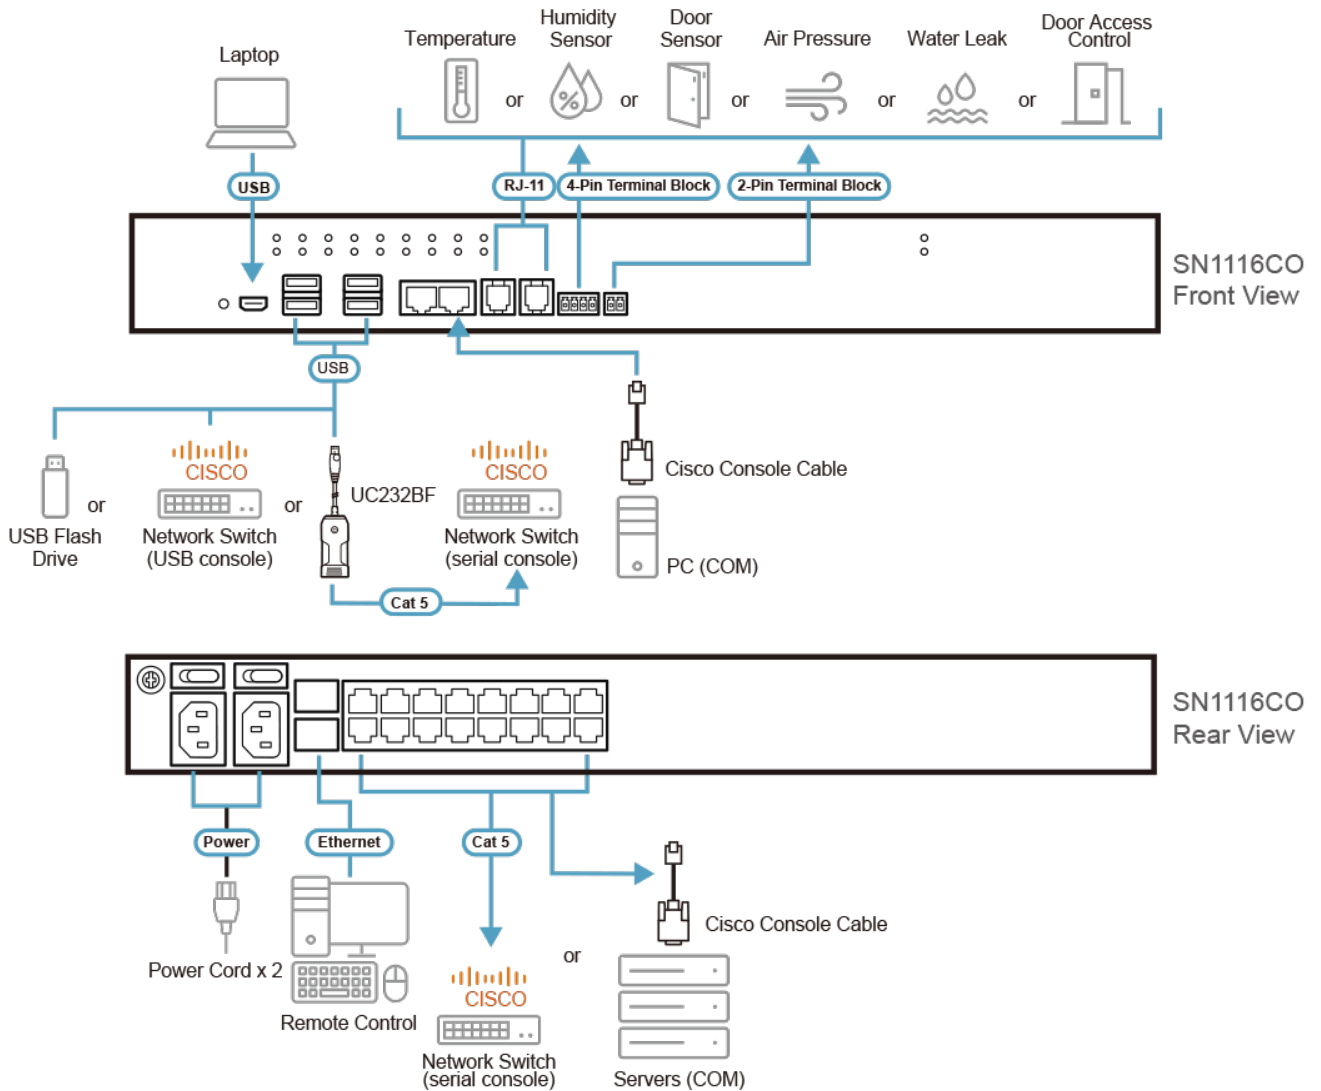 Laptop
Temperature
Humidity
Sensor
Door
Sensor
Air Pressure
Water Leak
Door Access
Control
or
or
or
or
or
USB
RJ-11
4-Pin Terminal Block
2-Pin Terminal Block
SN1116CO
Front View
USB
CISCO
CISCO
Cisco Console Cable
UC232BF
or
or
USB Flash
Drive
Network Switch
(USB console)
Network Switch
(serial console)
PC (COM)
Cat 5
SN1116CO
Rear View
Power
Ethernet
Cat 5
Cisco Console Cable
or
Power Cord x 2
CISCO
Remote Control
Network Switch
(serial console)
Servers (COM)